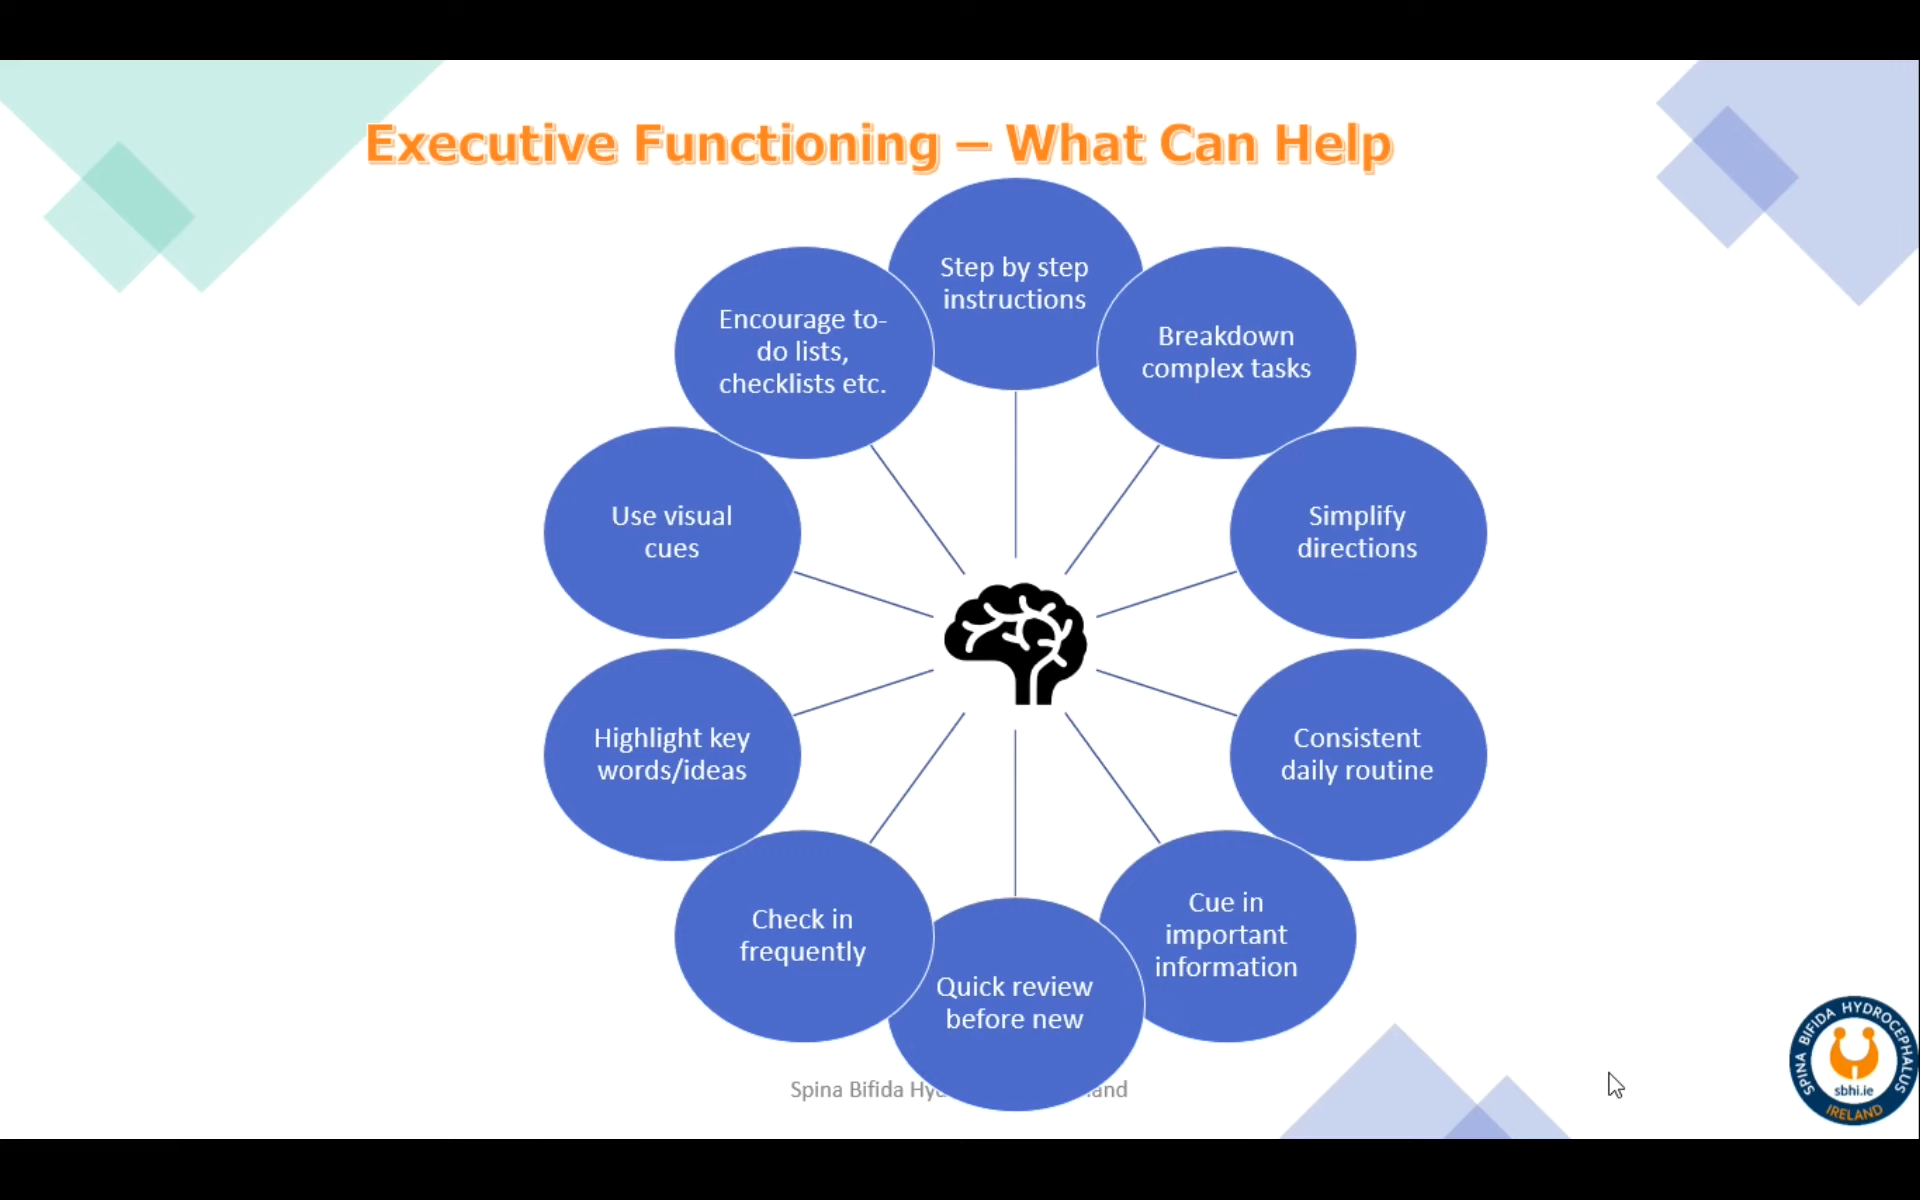 Executive Functioning – What Can Help
Step by step
instructions
Breakdown
complex tasks
Simplify
directions
Consistent
daily routine
Cue in
important
information
Quick review
before new
Check in
frequently
Highlight key
words/ideas
Use visual
cues
Encourage to-
do lists,
checklists etc.
Spina Bifida
SPINA BIFIDA HYDROCEPHALUS
sbhi.ie
IRELAND